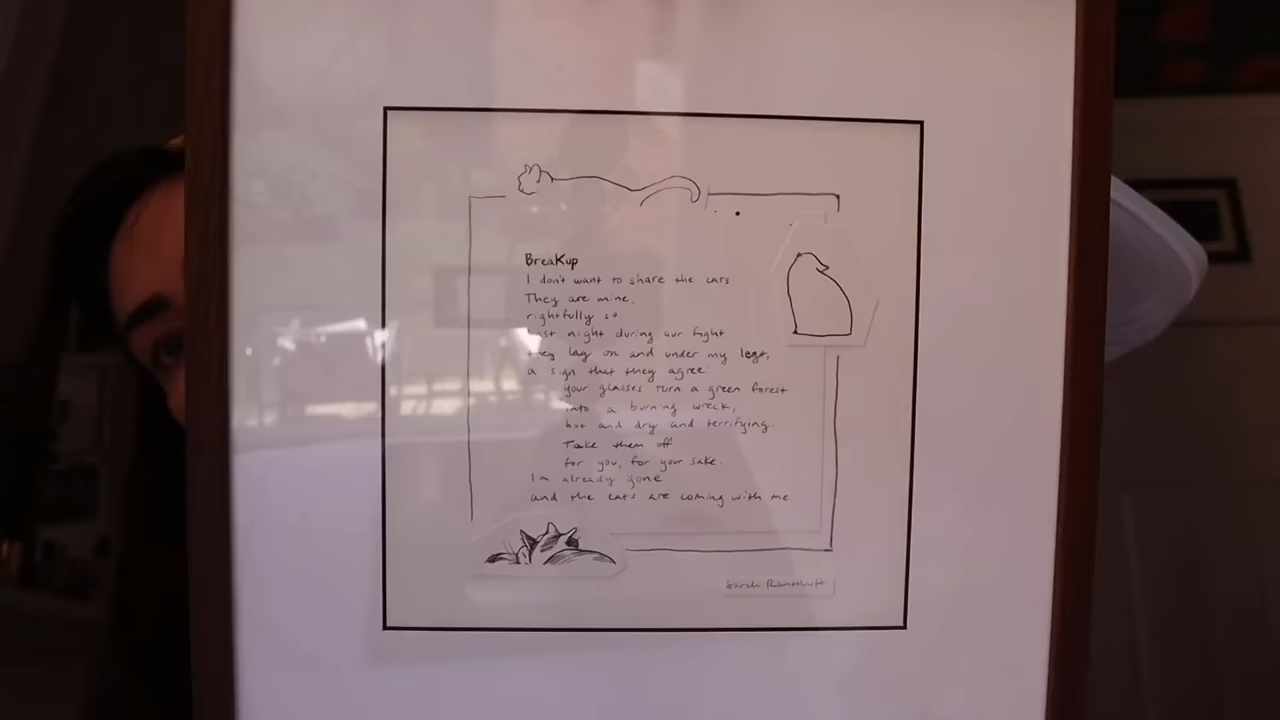 BreaKup
I don't want to share the cats
They are mine,
rightfully so
last night during our fight
they lay on and under my legs,
a sign that they agree:
your glasses turn a green forest
into a burning wreck,
hot and dry and terrifying.
Take them off
for you, for your sake.
I'm already gone
and the cats are coming with me
Sarah